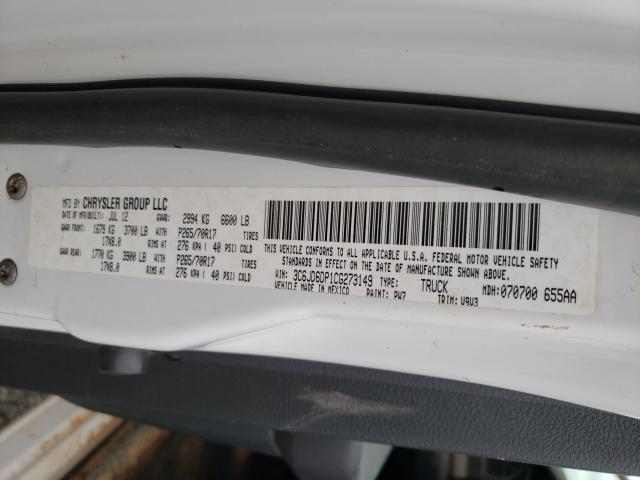 MFD BY CHRYSLER GROUP LLC
DATE OF MFR(BUILT): JUL 12 GVWR: 2994 KG 6600 LB
GAWR FRONT: 1679 KG 3700 LB WITH P265/70R17 TIRES
17X8.0 RIMS AT 276 KPA ( 40 PSI) COLD
GAWR REAR: 1770 KG 3900 LB WITH P265/70R17 TIRES
17X8.0 RIMS AT 276 KPA ( 40 PSI) COLD
THIS VEHICLE CONFORMS TO ALL APPLICABLE U.S.A. FEDERAL MOTOR VEHICLE SAFETY
STANDARDS IN EFFECT ON THE DATE OF MANUFACTURE SHOWN ABOVE.
VIN: 3C6JD6DP1CG273149 TYPE: TRUCK MDH: 070700 655AA
VEHICLE MADE IN MEXICO PAINT: PW7 TRIM: V9V3